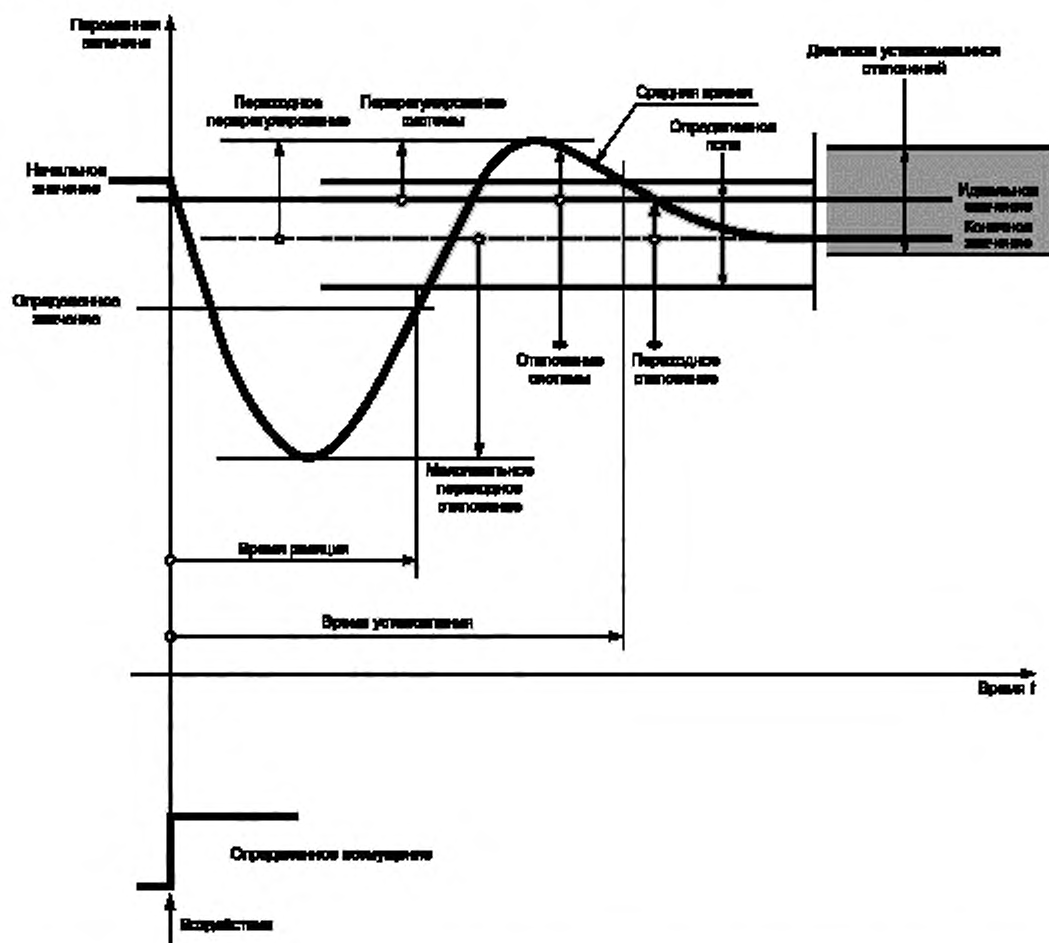 Переменная
величина
Диапазон установившихся
отклонений
Переходное
перерегулирование
Перерегулирование
системы
Средняя время
Определенное
поле
Начальное
значение
Идеальное
значение
Конечное
значение
Определенное
значение
Отклонение
системы
Переходное
отклонение
Максимальное
переходное
отклонение
Время реакции
Время установления
Время t
Определенное возмущение
Воздействие